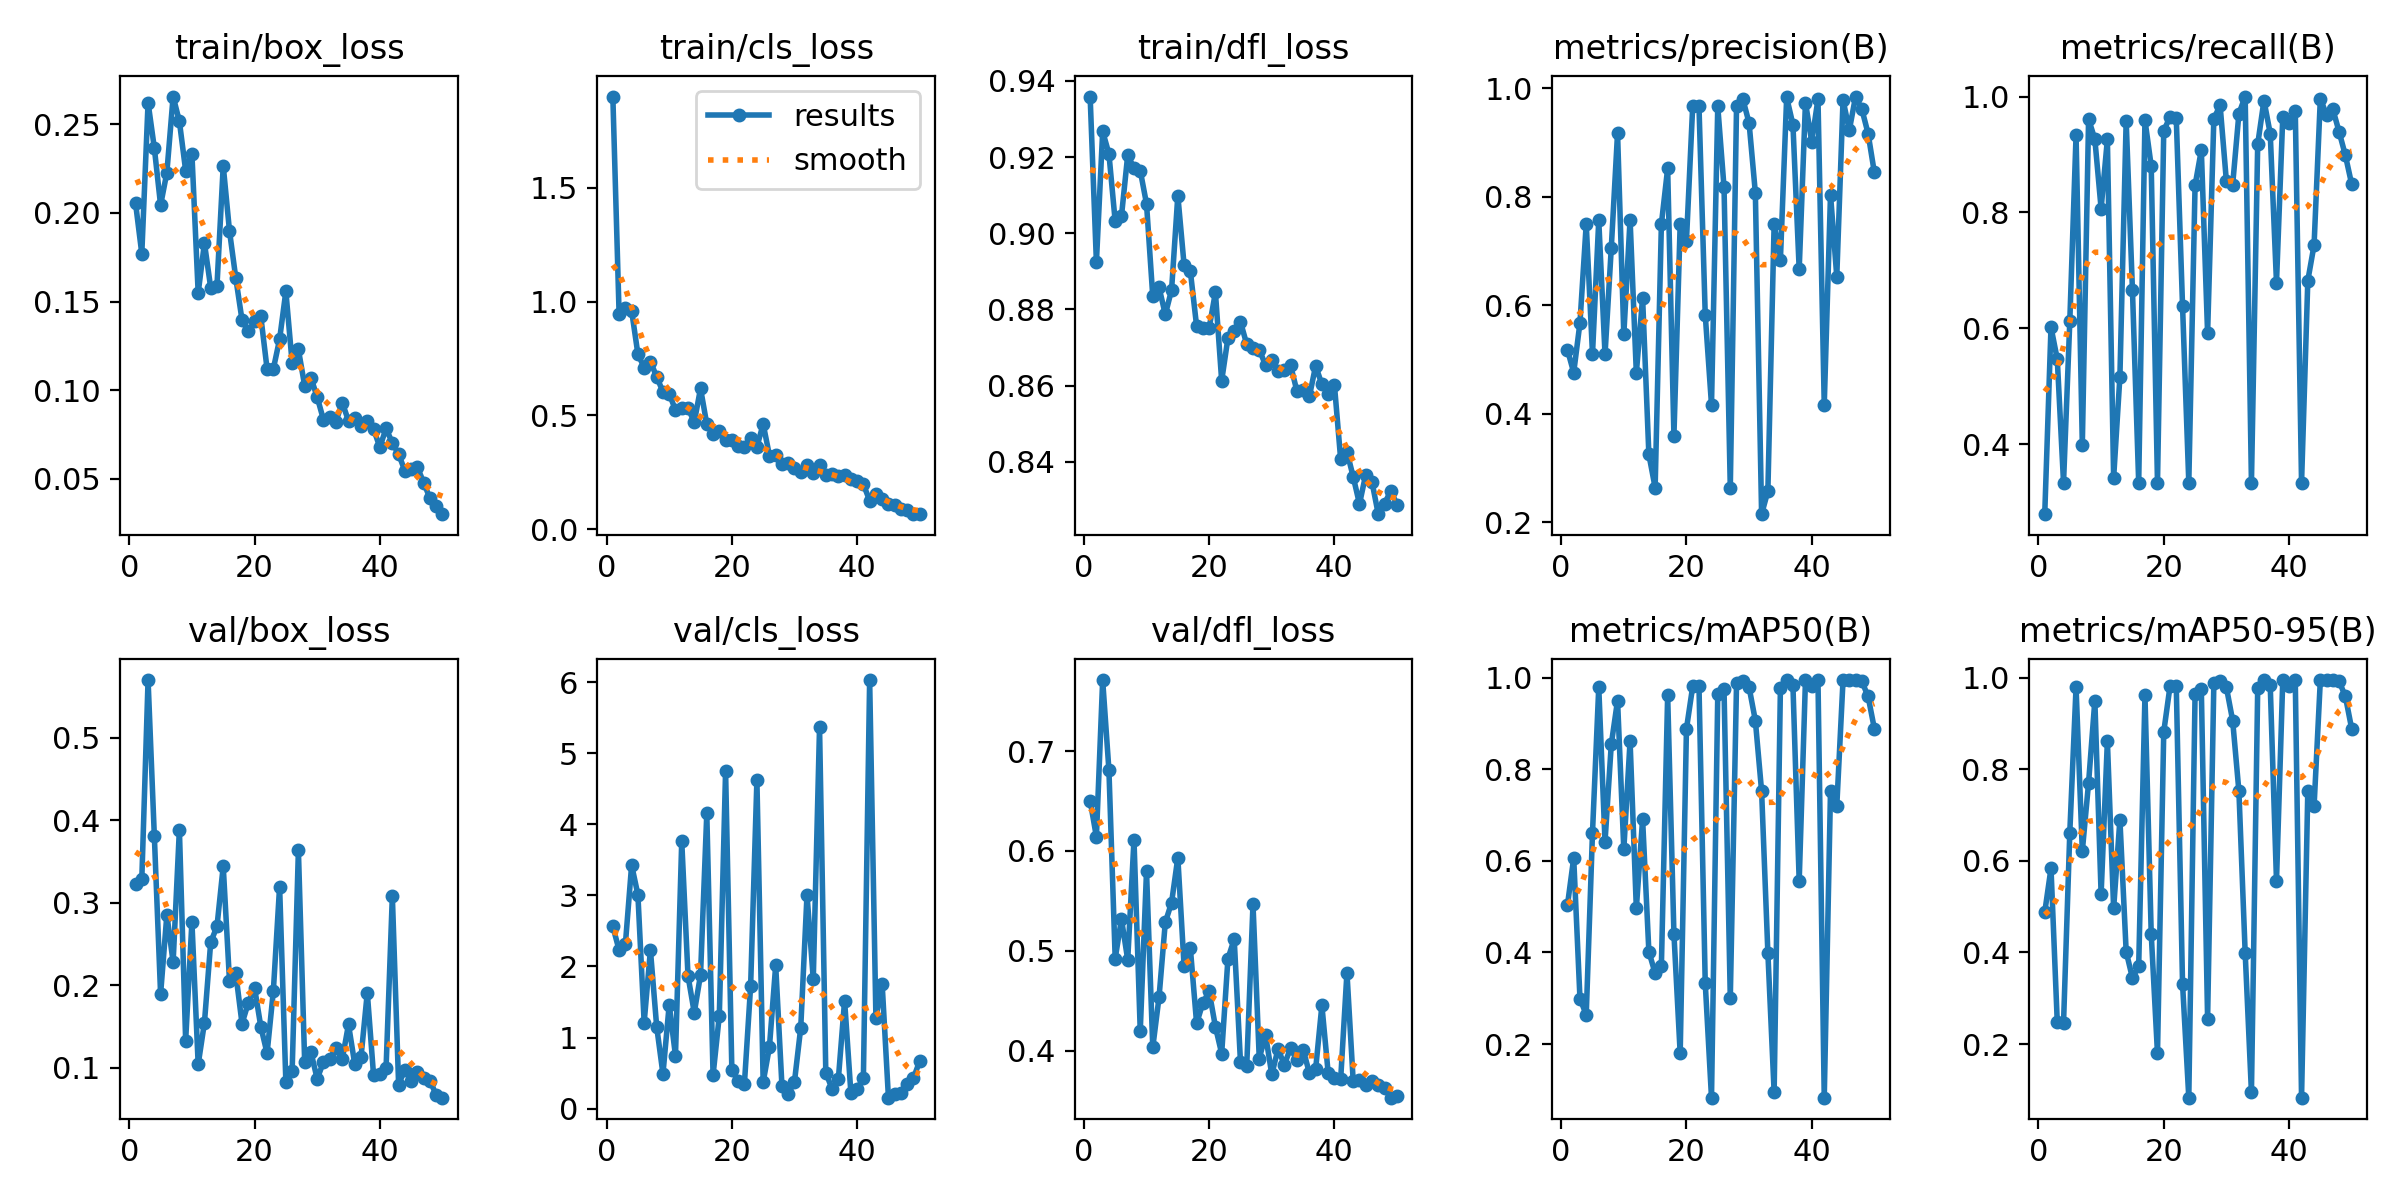 train/box_loss
0.25
0.20
0.15
0.10
0.05
0 20 40
train/cls_loss
results
smooth
1.5
1.0
0.5
0.0
0 20 40
train/dfl_loss
0.94
0.92
0.90
0.88
0.86
0.84
0 20 40
metrics/precision(B)
1.0
0.8
0.6
0.4
0.2
0 20 40
metrics/recall(B)
1.0
0.8
0.6
0.4
0 20 40
val/box_loss
0.5
0.4
0.3
0.2
0.1
0 20 40
val/cls_loss
6
5
4
3
2
1
0
0 20 40
val/dfl_loss
0.7
0.6
0.5
0.4
0 20 40
metrics/mAP50(B)
1.0
0.8
0.6
0.4
0.2
0 20 40
metrics/mAP50-95(B)
1.0
0.8
0.6
0.4
0.2
0 20 40